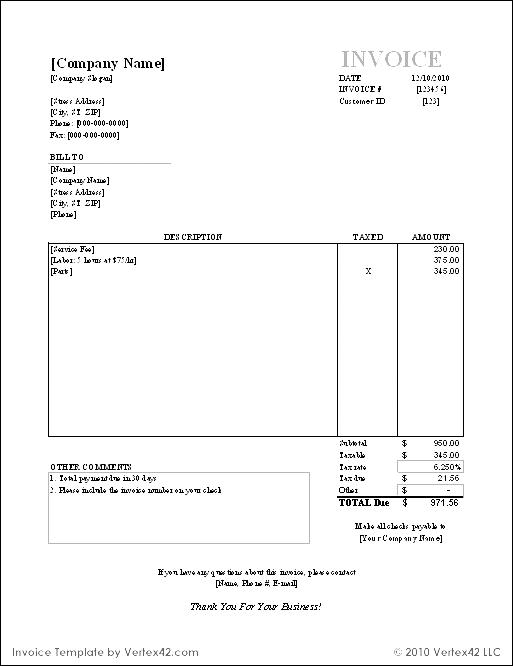 INVOICE
[Company Name]
[Company Slogan]
DATE 12/10/2010
INVOICE # [123456]
Customer ID [123]
[Street Address]
[City, ST ZIP]
Phone: [000-000-0000]
Fax: [000-000-0000]
BILL TO
[Name]
[Company Name]
[Street Address]
[City, ST ZIP]
[Phone]
DESCRIPTION TAXED AMOUNT
[Service Fee] 230.00
[Labor: 5 hours at $75/hr] 375.00
[Parts] X 345.00
Subtotal $ 950.00
Taxable 345.00
Tax rate 6.250%
Tax due $ 21.56
Other $ -
TOTAL Due $ 971.56
OTHER COMMENTS
1. Total payment due in 30 days
2. Please include the invoice number on your check
Make all checks payable to
[Your Company Name]
If you have any questions about this invoice, please contact
[Name, Phone #, E-mail]
Thank You For Your Business!
Invoice Template by Vertex42.com © 2010 Vertex42 LLC